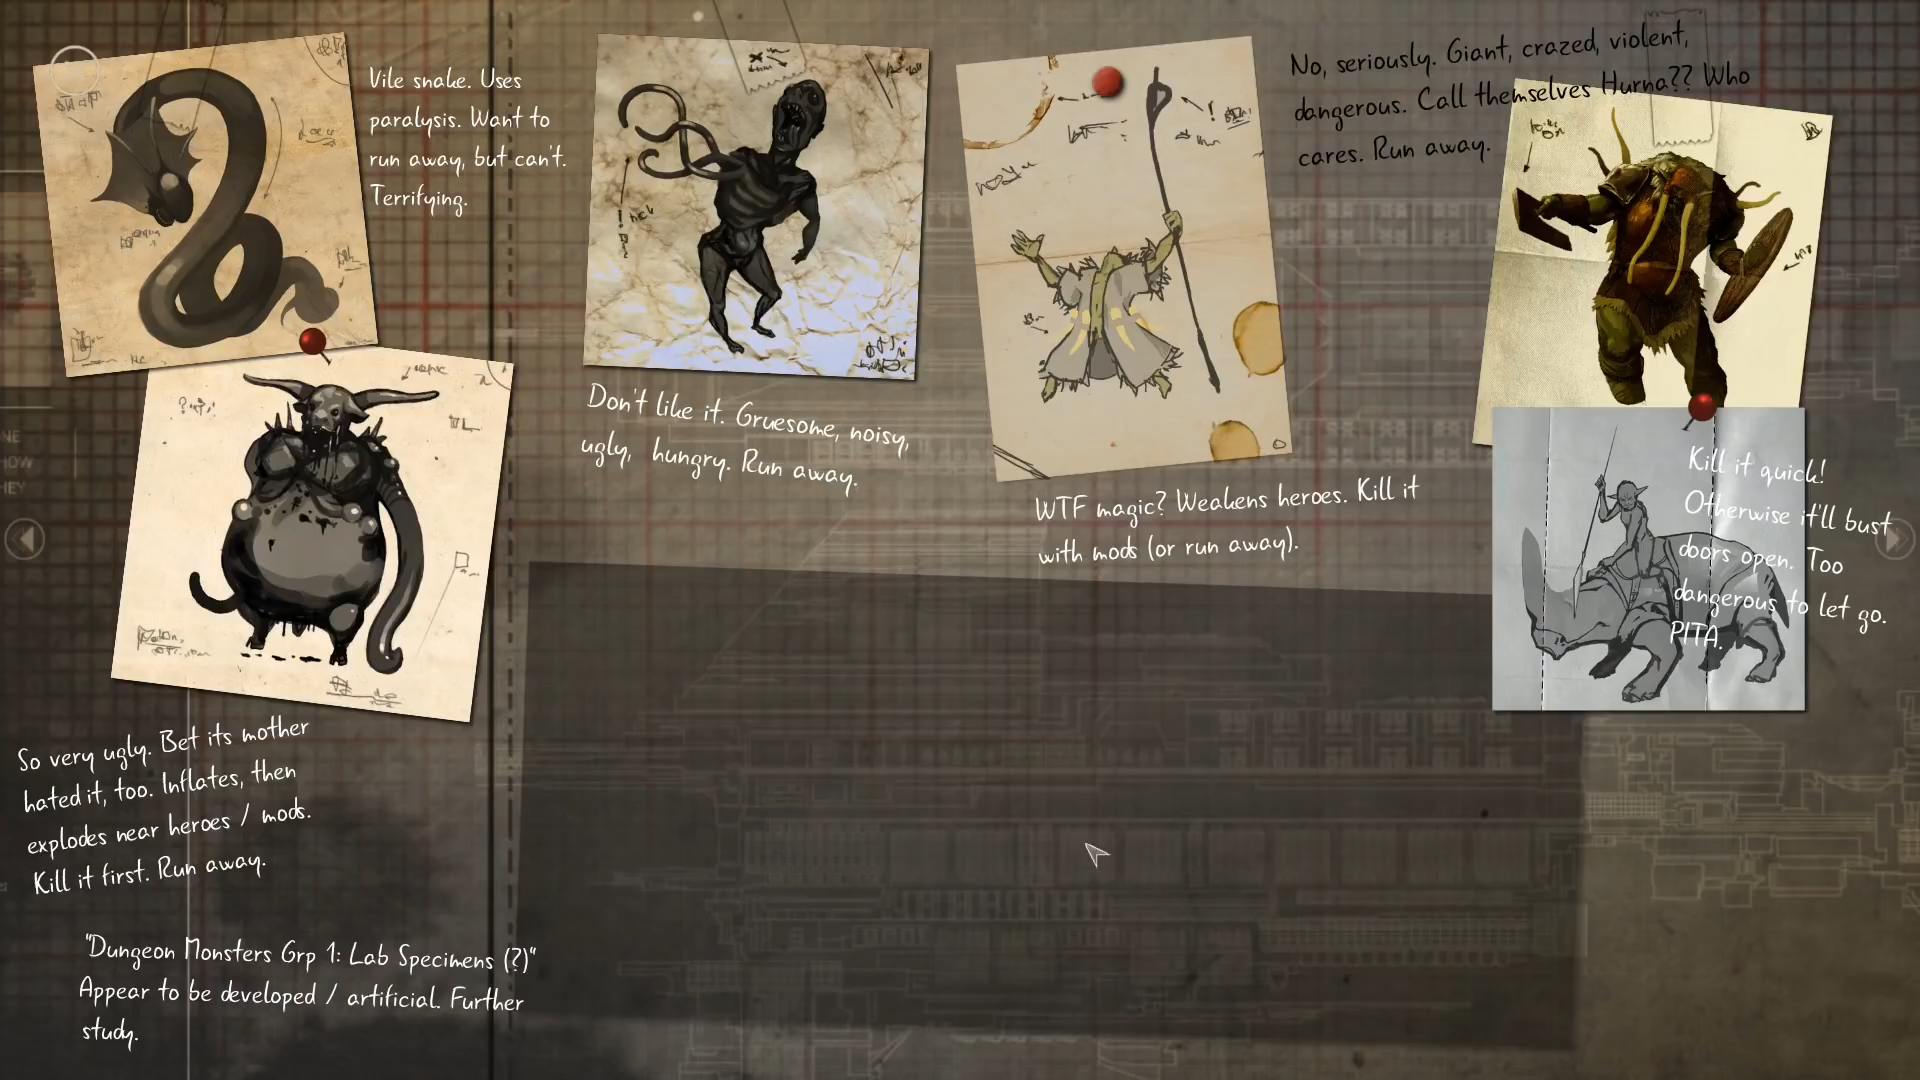 Vile snake. Uses
paralysis. Want to
run away, but can't.
Terrifying.
So very ugly. Bet its mother
hated it, too. Inflates, then
explodes near heroes / mods.
Kill it first. Run away.
"Dungeon Monsters Grp 1: Lab Specimens (?)"
Appear to be developed / artificial. Further
study.
Don't like it. Gruesome, noisy,
ugly, hungry. Run away.
WTF magic? Weakens heroes. Kill it
with mods (or run away).
No, seriously. Giant, crazed, violent,
dangerous. Call themselves Hurna?? Who
cares. Run away.
Kill it quick!
Otherwise it'll bust
doors open. Too
dangerous to let go.
PITA.